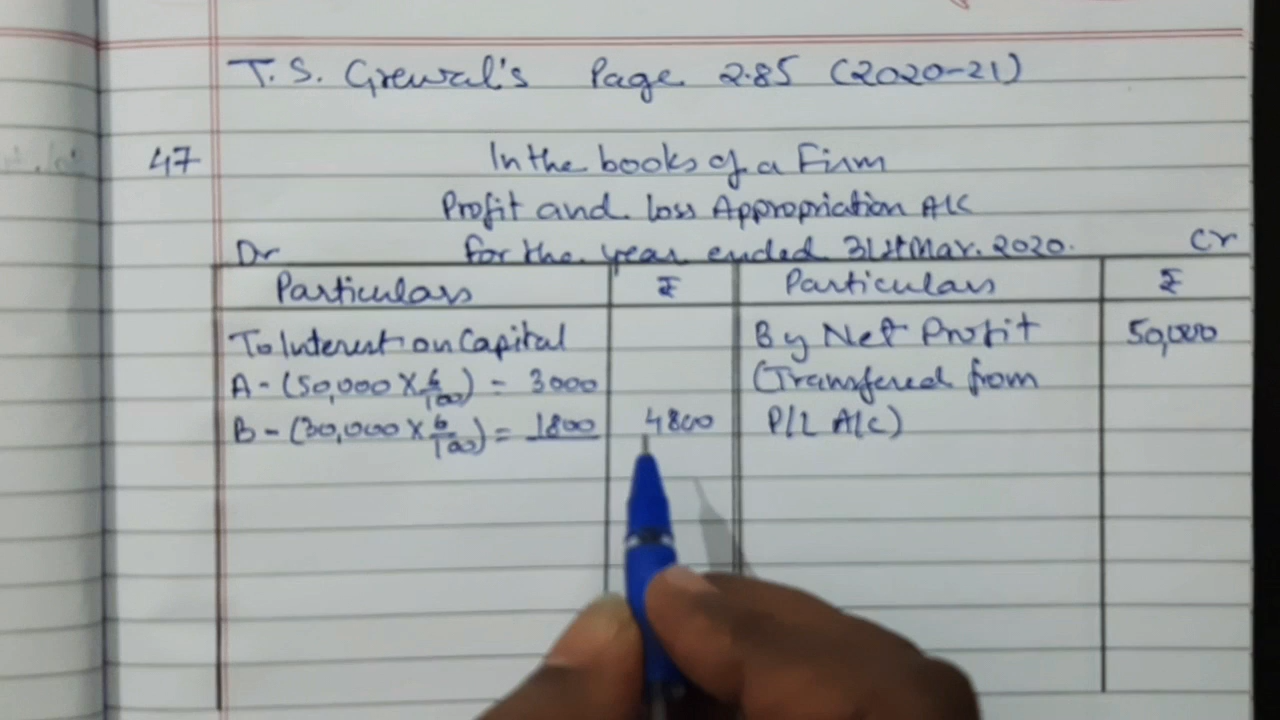 T. S. Grewal's Page 2.85 (2020-21)
47 In the books of a Firm
Profit and loss Appropriation A/c
Dr for the year ended 31st Mar. 2020. Cr
Particulars ₹ Particulars ₹
To Interest on Capital By Net Profit 50,000
A - (50,000 X 6/100) = 3000 (Transfered from
B - (30,000 X 6/100) = 1800 4800 P/L A/c)